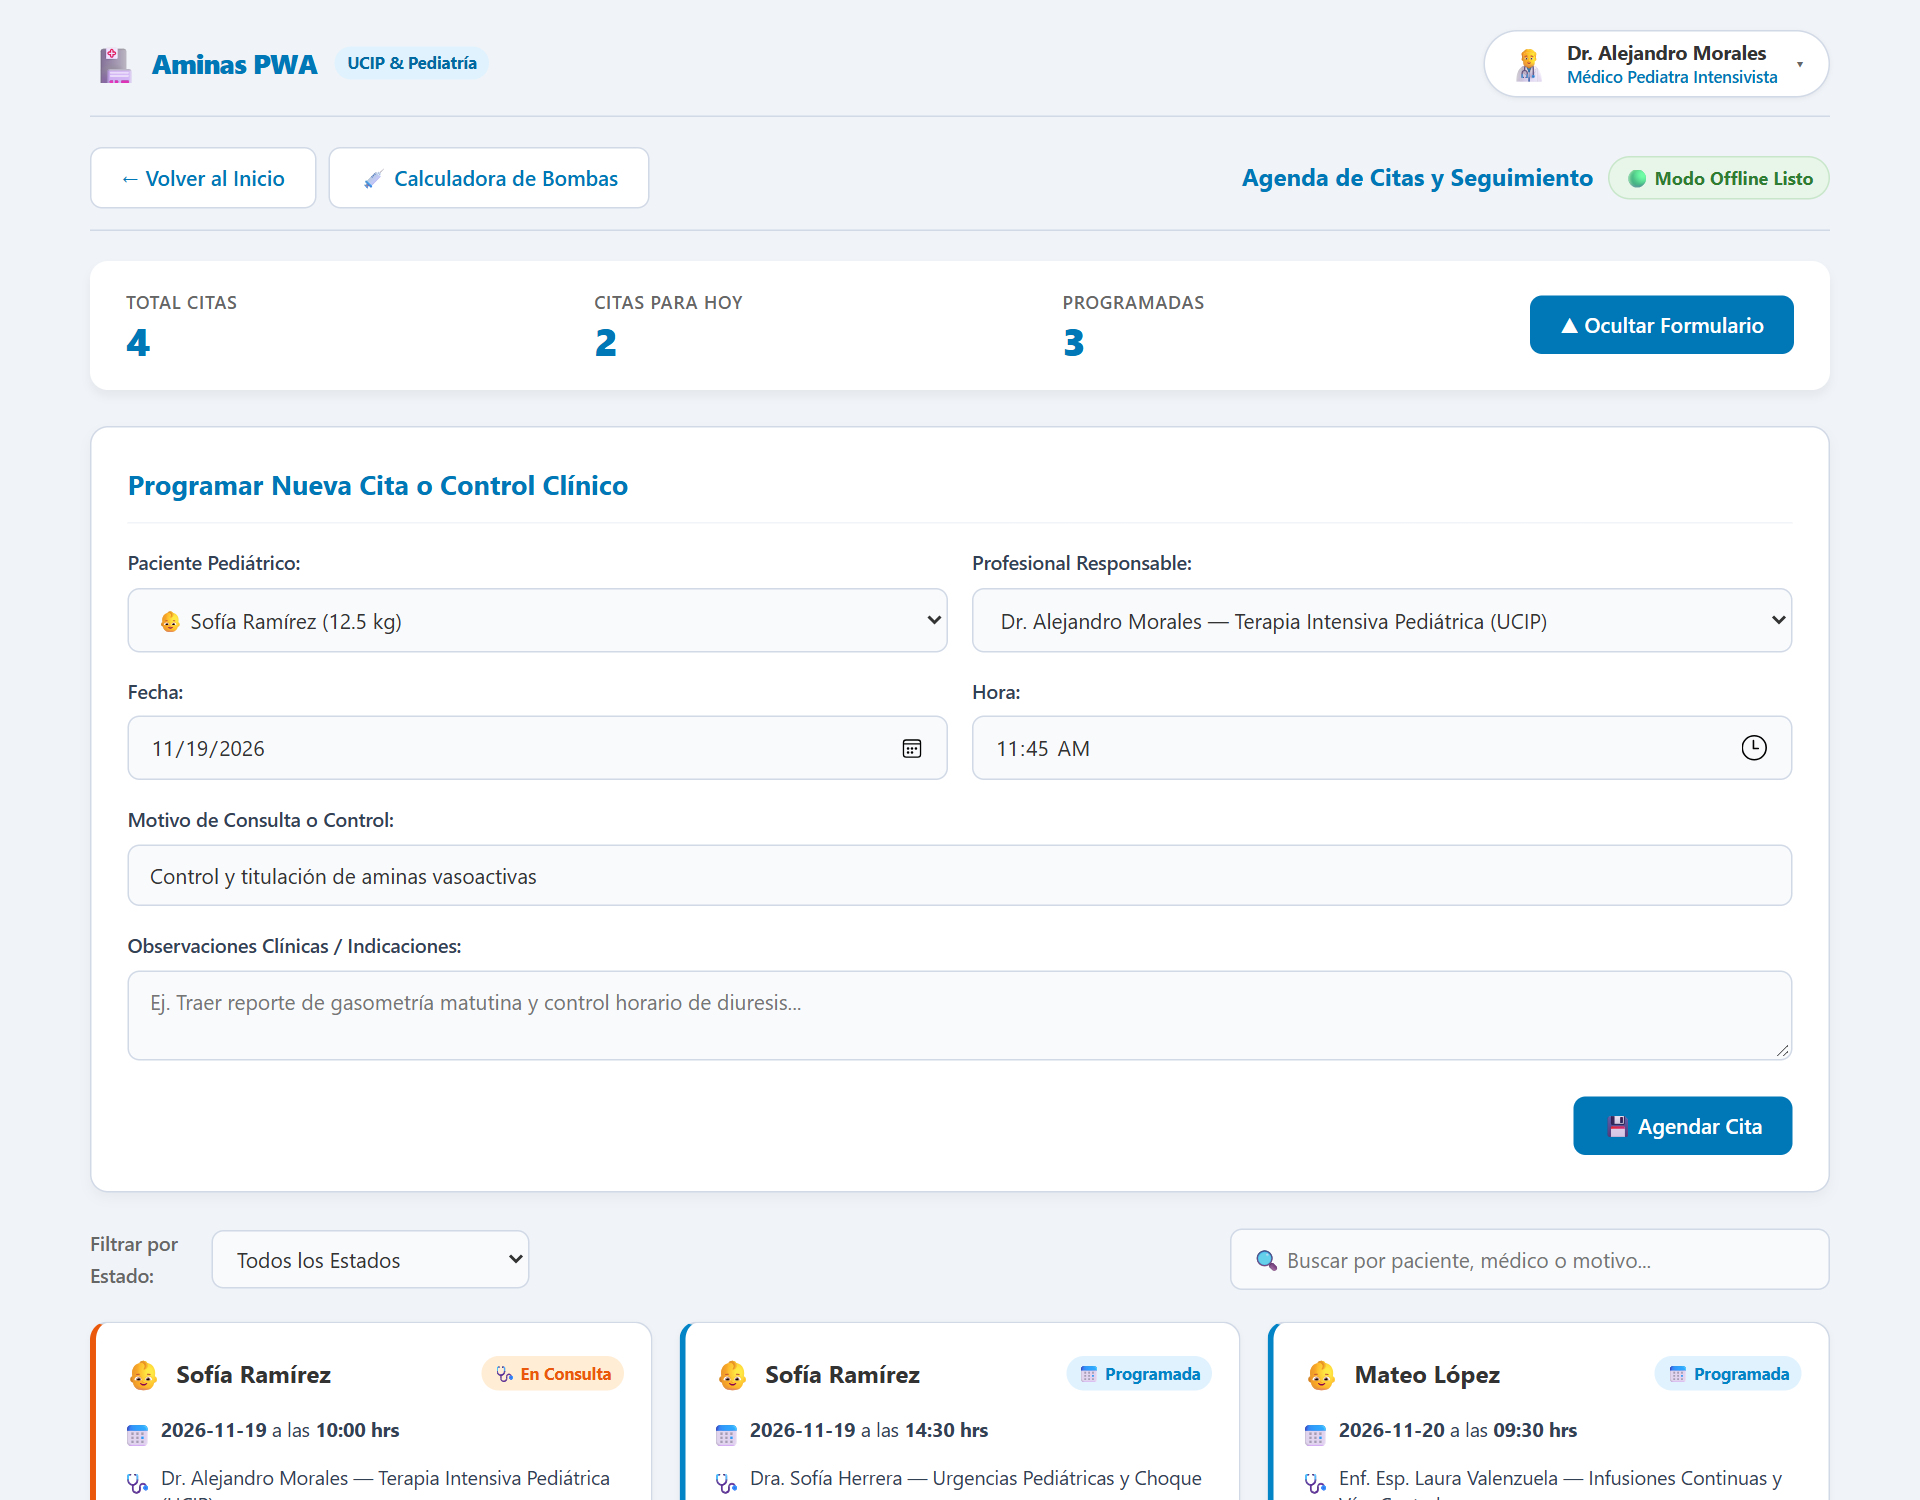 Aminas PWA
UCIP & Pediatría
Dr. Alejandro Morales
Médico Pediatra Intensivista
← Volver al Inicio
Calculadora de Bombas
Agenda de Citas y Seguimiento
Modo Offline Listo
TOTAL CITAS
4
CITAS PARA HOY
2
PROGRAMADAS
3
▲ Ocultar Formulario
Programar Nueva Cita o Control Clínico
Paciente Pediátrico:
Profesional Responsable:
Sofía Ramírez (12.5 kg)
Dr. Alejandro Morales — Terapia Intensiva Pediátrica (UCIP)
Fecha:
Hora:
11/19/2026
11:45 AM
Motivo de Consulta o Control:
Control y titulación de aminas vasoactivas
Observaciones Clínicas / Indicaciones:
Ej. Traer reporte de gasometría matutina y control horario de diuresis...
Agendar Cita
Filtrar por
Estado:
Todos los Estados
Buscar por paciente, médico o motivo...
Sofía Ramírez
En Consulta
2026-11-19 a las 10:00 hrs
Dr. Alejandro Morales — Terapia Intensiva Pediátrica
Sofía Ramírez
Programada
2026-11-19 a las 14:30 hrs
Dra. Sofía Herrera — Urgencias Pediátricas y Choque
Mateo López
Programada
2026-11-20 a las 09:30 hrs
Enf. Esp. Laura Valenzuela — Infusiones Continuas y